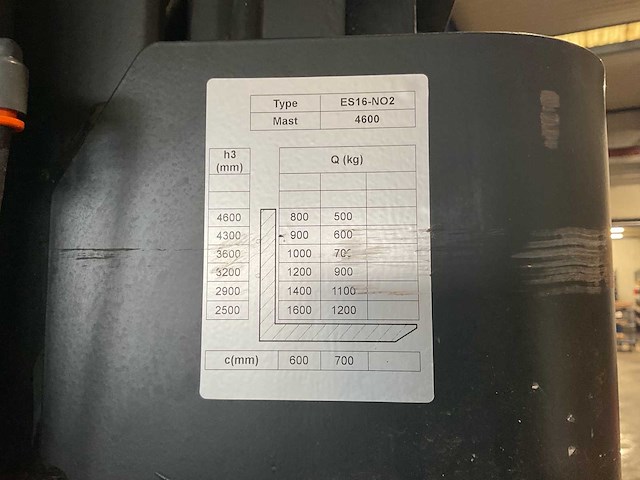 Type ES16-NO2
Mast 4600
h3 (mm) Q (kg)
4600 800 500
4300 900 600
3600 1000 700
3200 1200 900
2900 1400 1100
2500 1600 1200
c(mm) 600 700